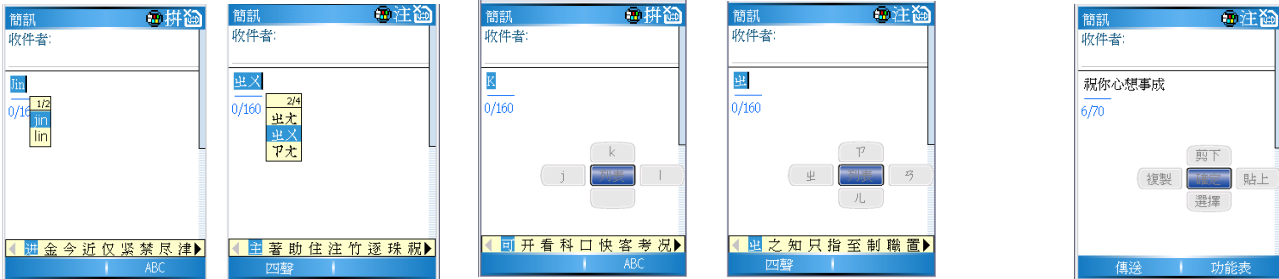 簡訊 拼
收件者:
Jin
0/16
1/2
jin
lin
进 金 今 近 仅 紧 禁 尽 津
ABC
簡訊 注
收件者:
ㄓㄨ
0/160
2/4
ㄓㄤ
ㄓㄨ
ㄗㄤ
主 著 助 住 注 竹 逐 珠 祝
四聲
簡訊 拼
收件者:
K
0/160
k
j l
可 开 看 科 口 快 客 考 况
ABC
簡訊 注
收件者:
ㄓ
0/160
ㄗ
ㄓ ㄢ
ㄦ
ㄓ 之 知 只 指 至 制 職 置
四聲
簡訊 注
收件者:
祝你心想事成
6/70
剪下
複製 確定 貼上
選擇
傳送 功能表